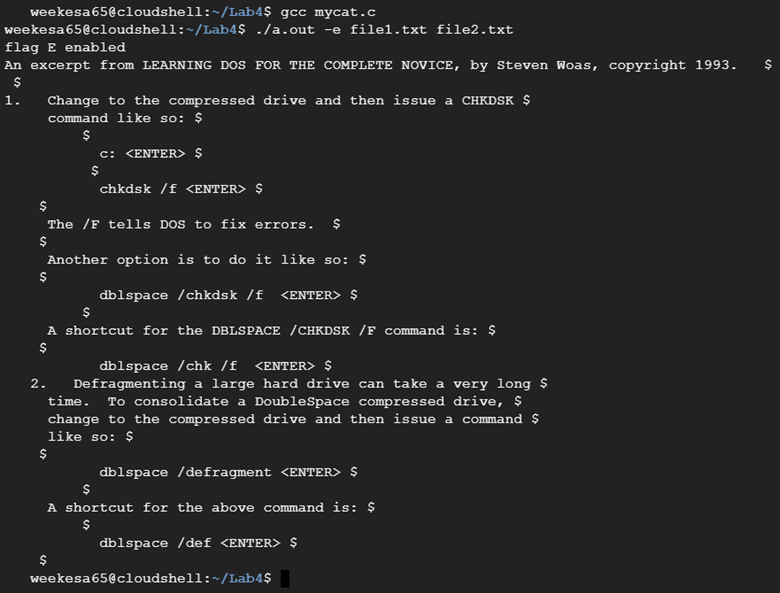 weekesa65@cloudshell:~/Lab4$ gcc mycat.c
weekesa65@cloudshell:~/Lab4$ ./a.out -e file1.txt file2.txt
flag E enabled
An excerpt from LEARNING DOS FOR THE COMPLETE NOVICE, by Steven Woas, copyright 1993.   $
$
1.   Change to the compressed drive and then issue a CHKDSK $
command like so: $
$
c: <ENTER> $
$
chkdsk /f <ENTER> $
$
The /F tells DOS to fix errors.  $
$
Another option is to do it like so: $
$
dblspace /chkdsk /f  <ENTER> $
$
A shortcut for the DBLSPACE /CHKDSK /F command is: $
$
dblspace /chk /f  <ENTER> $
2.   Defragmenting a large hard drive can take a very long $
time.  To consolidate a DoubleSpace compressed drive, $
change to the compressed drive and then issue a command $
like so: $
$
dblspace /defragment <ENTER> $
$
A shortcut for the above command is: $
$
dblspace /def <ENTER> $
$
weekesa65@cloudshell:~/Lab4$